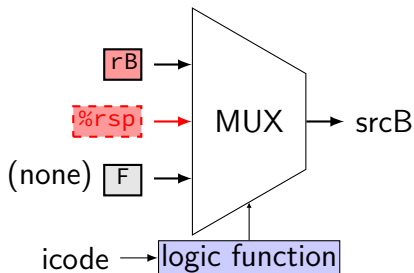 rB
%rsp
MUX
srcB
(none) F
icode
logic function